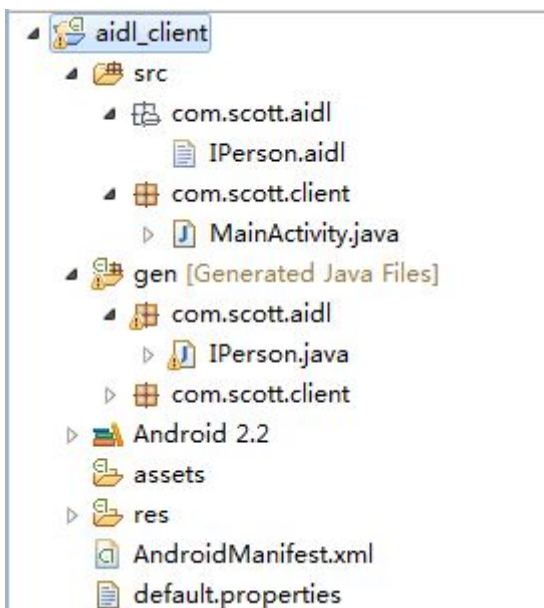 aidl_client
src
com.scott.aidl
IPerson.aidl
com.scott.client
MainActivity.java
gen [Generated Java Files]
com.scott.aidl
IPerson.java
com.scott.client
Android 2.2
assets
res
AndroidManifest.xml
default.properties